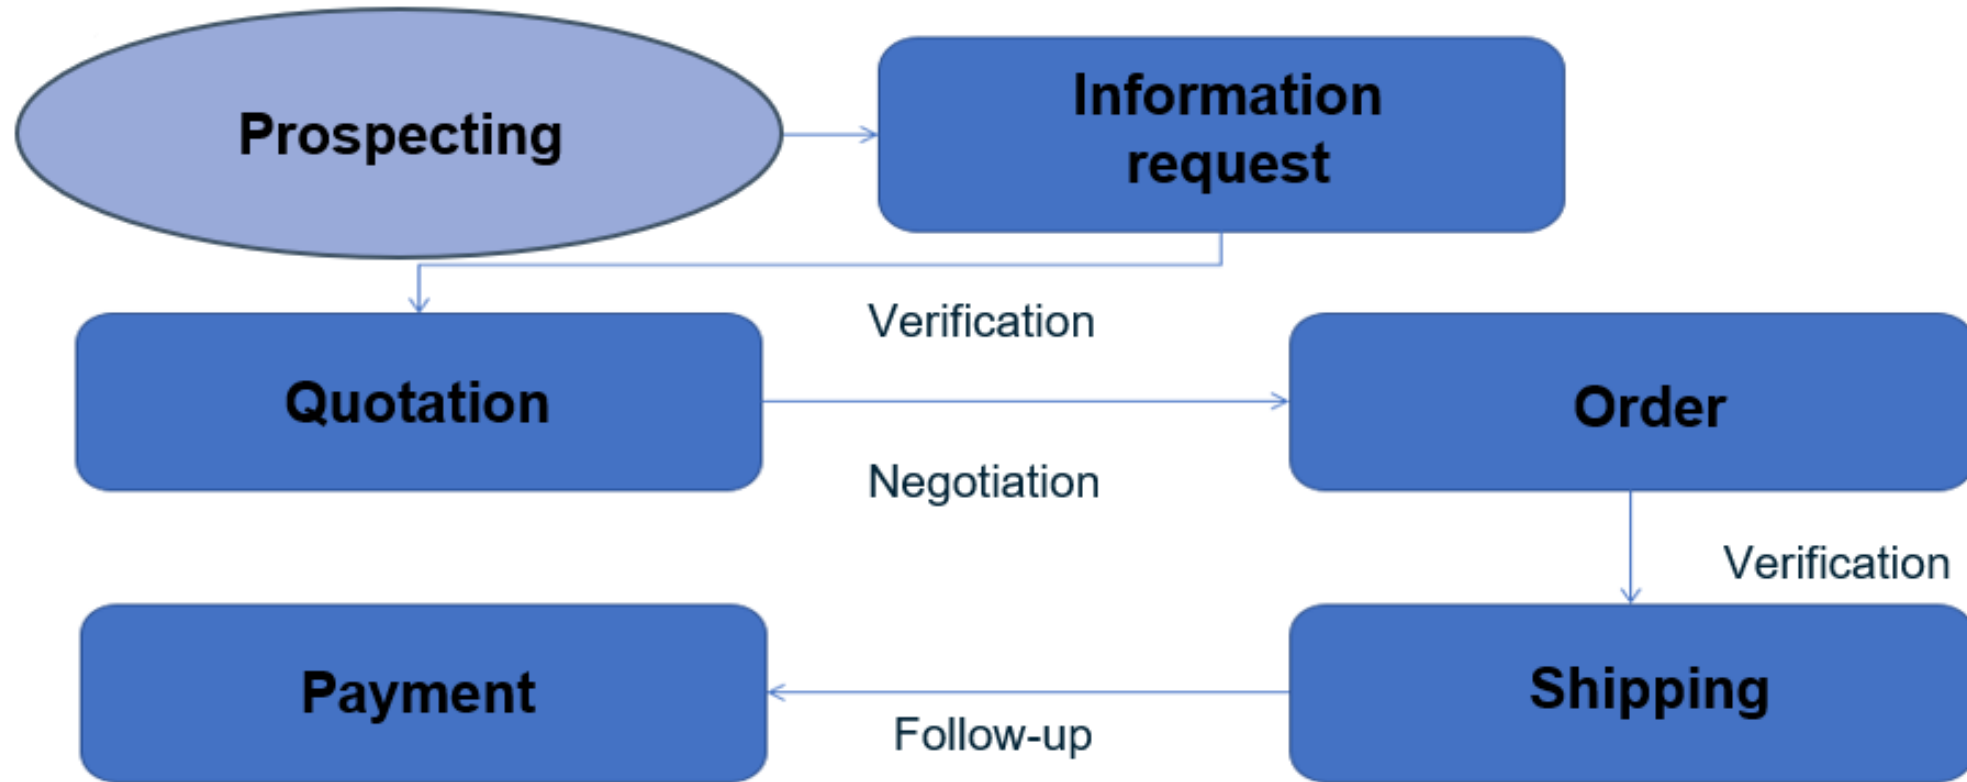 Prospecting
Information
request
Verification
Quotation
Order
Negotiation
Verification
Payment
Shipping
Follow-up